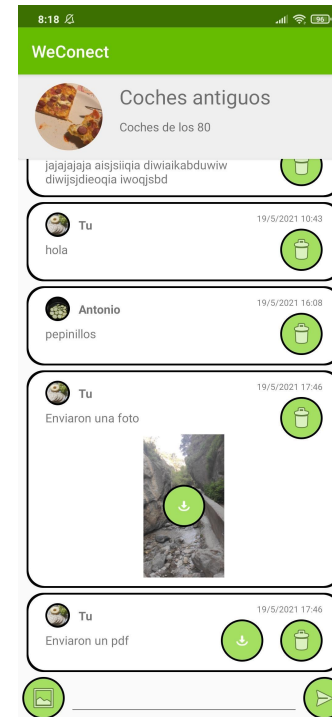 8:18
96
WeConect
Coches antiguos
Coches de los 80
jajajajaja aisjsiiqia diwiaikabduwiw
diwijsjdieoqia iwoqjsbd
Tu
19/5/2021 10:43
hola
Antonio
19/5/2021 16:08
pepinillos
Tu
19/5/2021 17:46
Enviaron una foto
Tu
19/5/2021 17:46
Enviaron un pdf